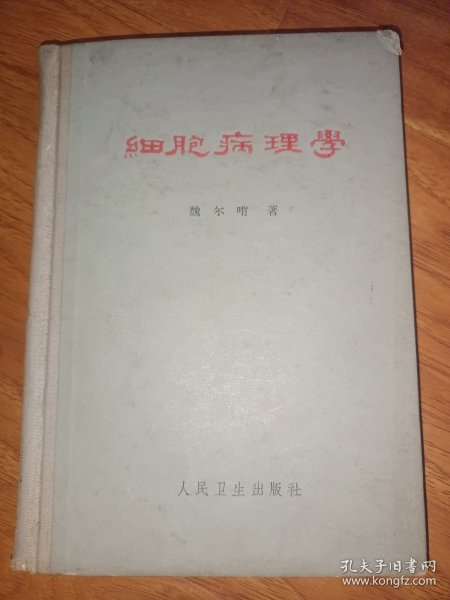 細胞病理學
魏尔啸 著
人民卫生出版社
孔夫子旧书网
www.kongfz.com